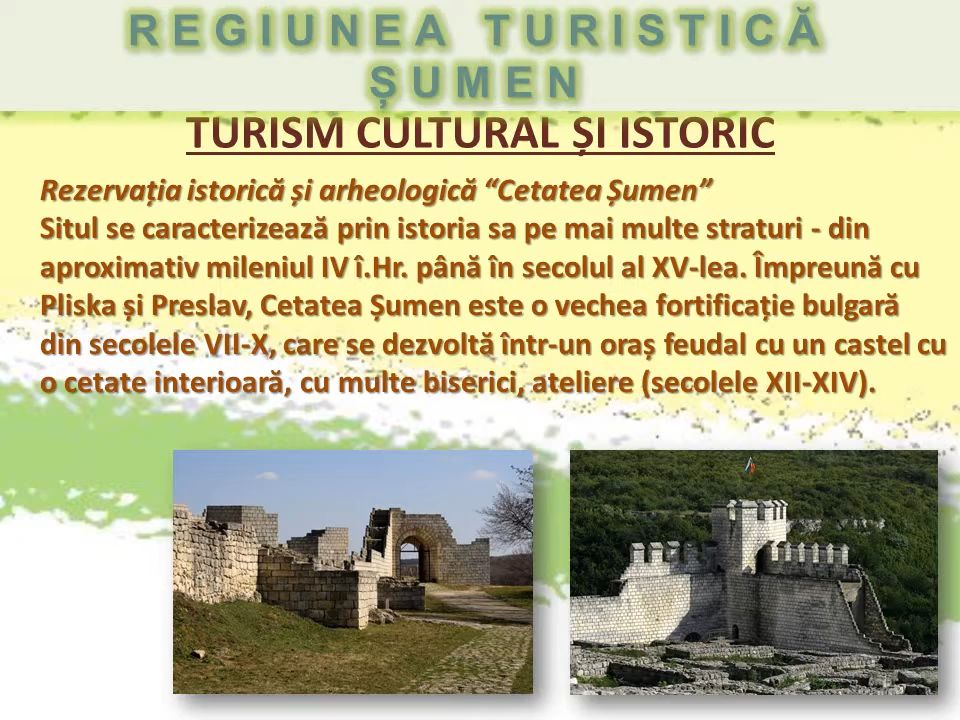 REGIUNEA TURISTICĂ
ȘUMEN
TURISM CULTURAL ȘI ISTORIC
Rezervația istorică și arheologică “Cetatea Șumen”
Situl se caracterizează prin istoria sa pe mai multe straturi - din
aproximativ mileniul IV î.Hr. până în secolul al XV-lea. Împreună cu
Pliska și Preslav, Cetatea Șumen este o vechea fortificație bulgară
din secolele VII-X, care se dezvoltă într-un oraș feudal cu un castel cu
o cetate interioară, cu multe biserici, ateliere (secolele XII-XIV).